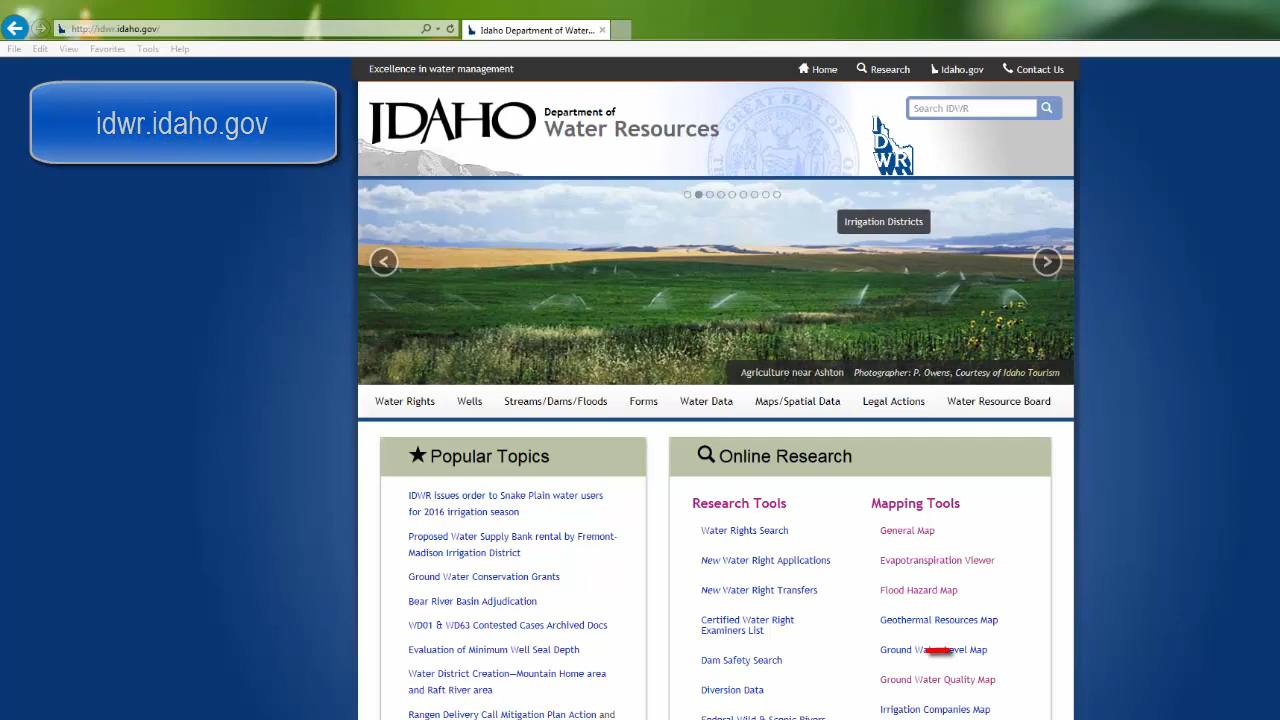 http://idwr.idaho.gov/
Idaho Department of Water...
File Edit View Favorites Tools Help
idwr.idaho.gov
Excellence in water management
Home Research Idaho.gov Contact Us
IDAHO Department of
Water Resources
Search IDWR
IDWR
Irrigation Districts
Agriculture near Ashton Photographer: P. Owens, Courtesy of Idaho Tourism
Water Rights Wells Streams/Dams/Floods Forms Water Data Maps/Spatial Data Legal Actions Water Resource Board
Popular Topics
IDWR issues order to Snake Plain water users
for 2016 irrigation season
Proposed Water Supply Bank rental by Fremont-
Madison Irrigation District
Ground Water Conservation Grants
Bear River Basin Adjudication
WD01 & WD63 Contested Cases Archived Docs
Evaluation of Minimum Well Seal Depth
Water District Creation—Mountain Home area
and Raft River area
Rangen Delivery Call Mitigation Plan Action and
Online Research
Research Tools
Water Rights Search
New Water Right Applications
New Water Right Transfers
Certified Water Right
Examiners List
Dam Safety Search
Diversion Data
Federal Wild & Scenic Rivers
Mapping Tools
General Map
Evapotranspiration Viewer
Flood Hazard Map
Geothermal Resources Map
Ground Water Level Map
Ground Water Quality Map
Irrigation Companies Map